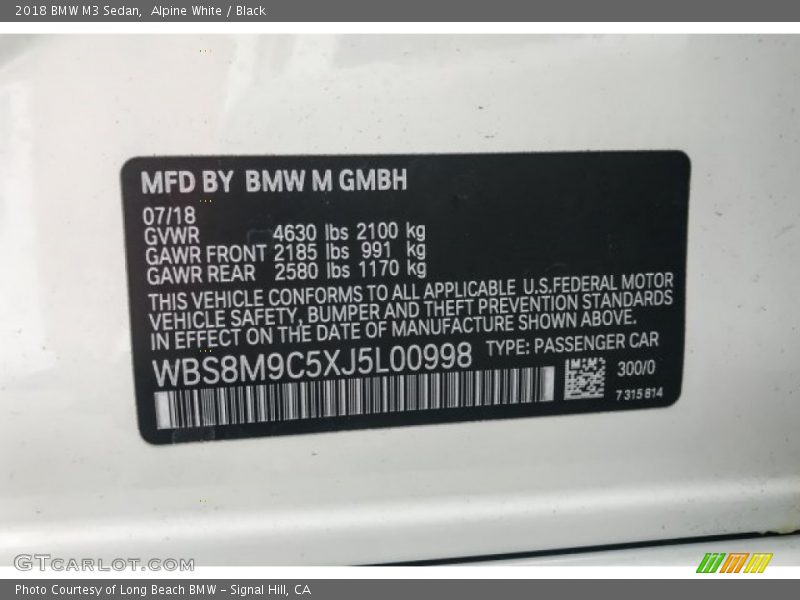 2018 BMW M3 Sedan,  Alpine White / Black
MFD BY BMW M GMBH
07/18
GVWR 4630 lbs 2100 kg
GAWR FRONT 2185 lbs 991 kg
GAWR REAR 2580 lbs 1170 kg
THIS VEHICLE CONFORMS TO ALL APPLICABLE U.S.FEDERAL MOTOR
VEHICLE SAFETY, BUMPER AND THEFT PREVENTION STANDARDS
IN EFFECT ON THE DATE OF MANUFACTURE SHOWN ABOVE.
WBS8M9C5XJ5L00998 TYPE: PASSENGER CAR
300/0
7 315 814
GTCARLOT.COM
Photo Courtesy of Long Beach BMW - Signal Hill, CA